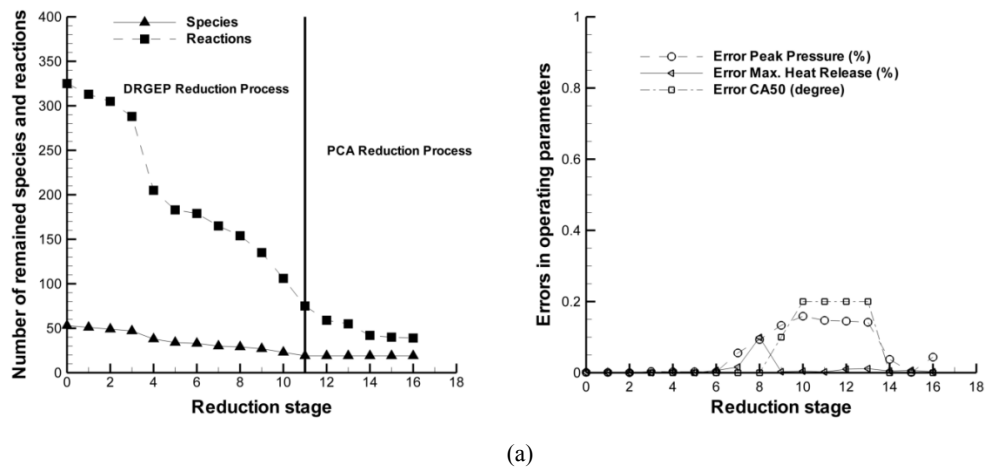 Number of remained species and reactions
400
350
300
250
200
150
100
50
0
Species
Reactions
DRGEP Reduction Process
PCA Reduction Process
0 2 4 6 8 10 12 14 16 18
Reduction stage
Errors in operating parameters
1
0.8
0.6
0.4
0.2
0
Error Peak Pressure (%)
Error Max. Heat Release (%)
Error CA50 (degree)
0 2 4 6 8 10 12 14 16 18
Reduction stage
(a)